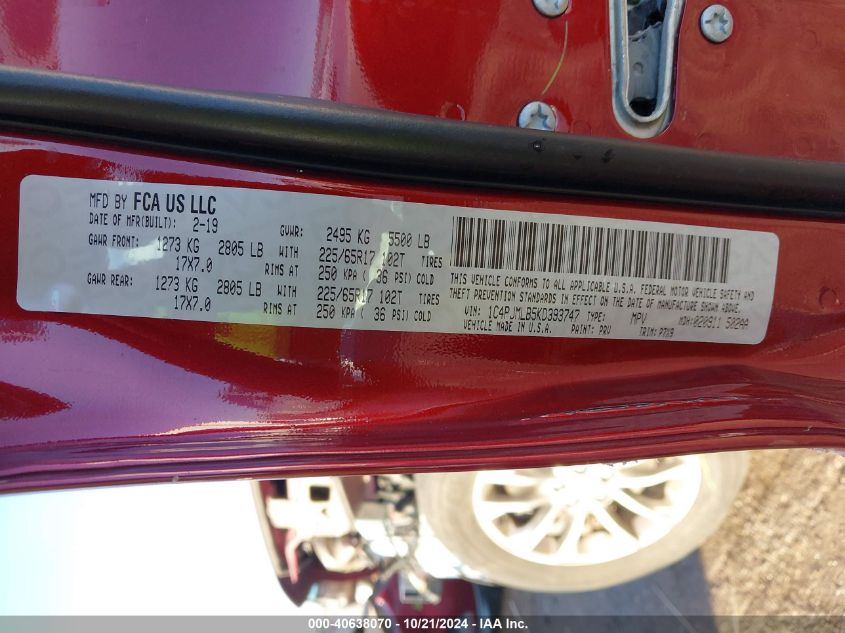 MFD BY FCA US LLC
DATE OF MFR(BUILT): 2-19 GVWR: 2495 KG 5500 LB
GAWR FRONT: 1273 KG 2805 LB WITH 225/65R17 102T TIRES
17X7.0 RIMS AT 250 KPA ( 36 PSI) COLD
GAWR REAR: 1273 KG 2805 LB WITH 225/65R17 102T TIRES
17X7.0 RIMS AT 250 KPA ( 36 PSI) COLD
THIS VEHICLE CONFORMS TO ALL APPLICABLE U.S.A. FEDERAL MOTOR VEHICLE SAFETY AND
THEFT PREVENTION STANDARDS IN EFFECT ON THE DATE OF MANUFACTURE SHOWN ABOVE.
VIN: 1C4PJMLB5KD393747 TYPE: MPV MDH:020911 502AA
VEHICLE MADE IN U.S.A. PAINT: PRV TRIM: P7X9
000-40638070 - 10/21/2024 - IAA Inc.